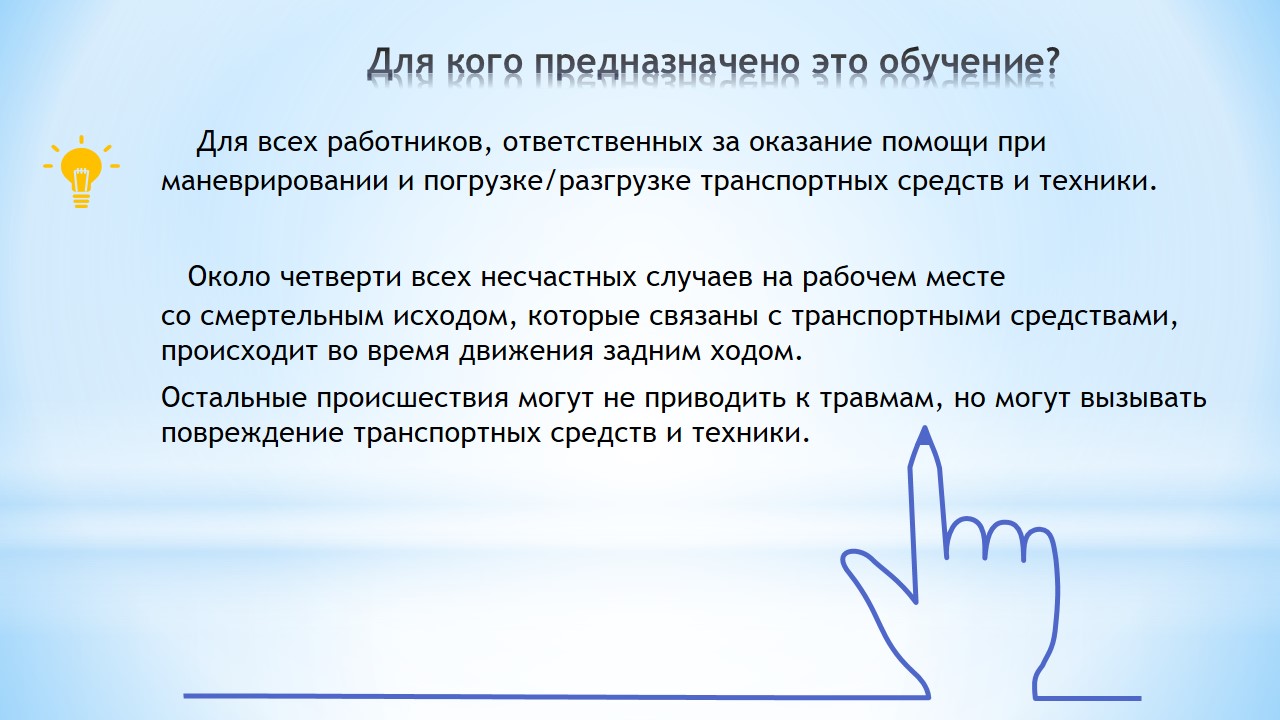 Для кого предназначено это обучение?
Для всех работников, ответственных за оказание помощи при
маневрировании и погрузке/разгрузке транспортных средств и техники.
Около четверти всех несчастных случаев на рабочем месте
со смертельным исходом, которые связаны с транспортными средствами,
происходит во время движения задним ходом.
Остальные происшествия могут не приводить к травмам, но могут вызывать
повреждение транспортных средств и техники.